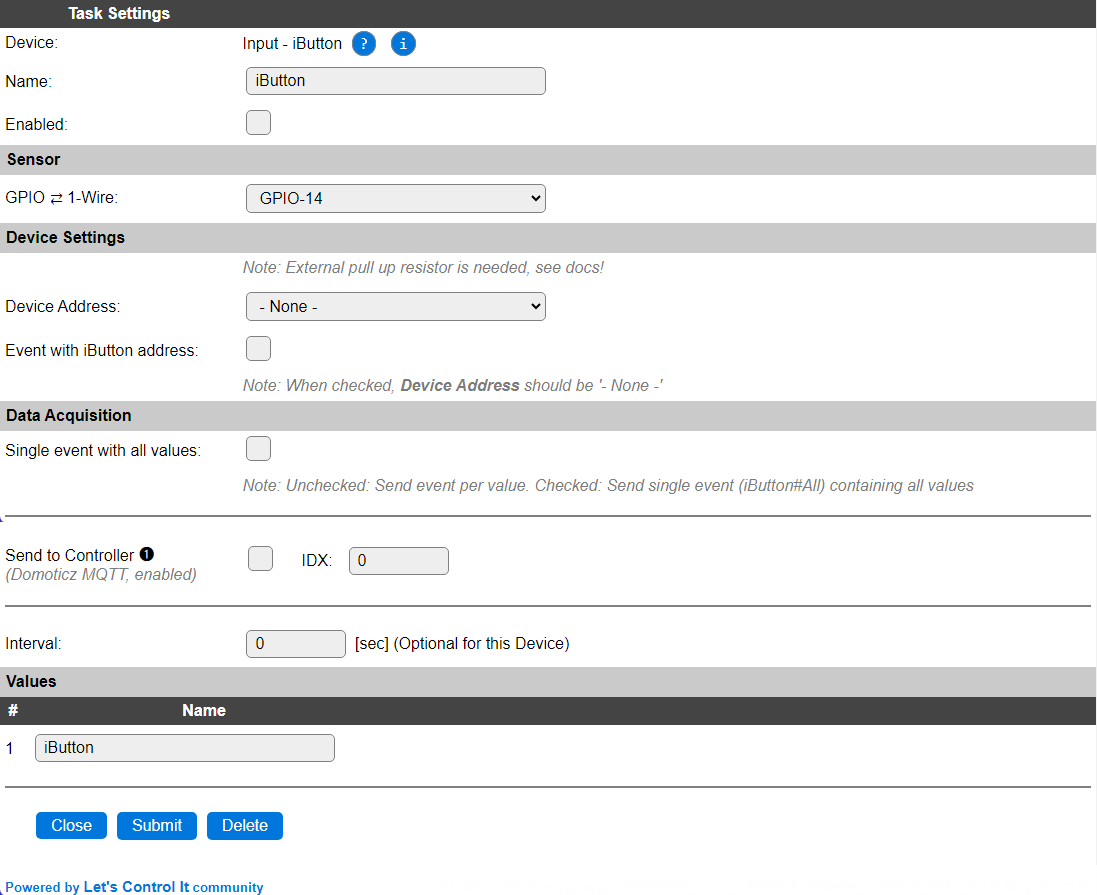 Task Settings
Device: Input - iButton ? i
Name: iButton
Enabled:
Sensor
GPIO ⇄ 1-Wire: GPIO-14
Device Settings
Note: External pull up resistor is needed, see docs!
Device Address: - None -
Event with iButton address:
Note: When checked, Device Address should be '- None -'
Data Acquisition
Single event with all values:
Note: Unchecked: Send event per value. Checked: Send single event (iButton#All) containing all values
Send to Controller ❶ IDX: 0
(Domoticz MQTT, enabled)
Interval: 0 [sec] (Optional for this Device)
Values
# Name
1 iButton
Close Submit Delete
Powered by Let's Control It community